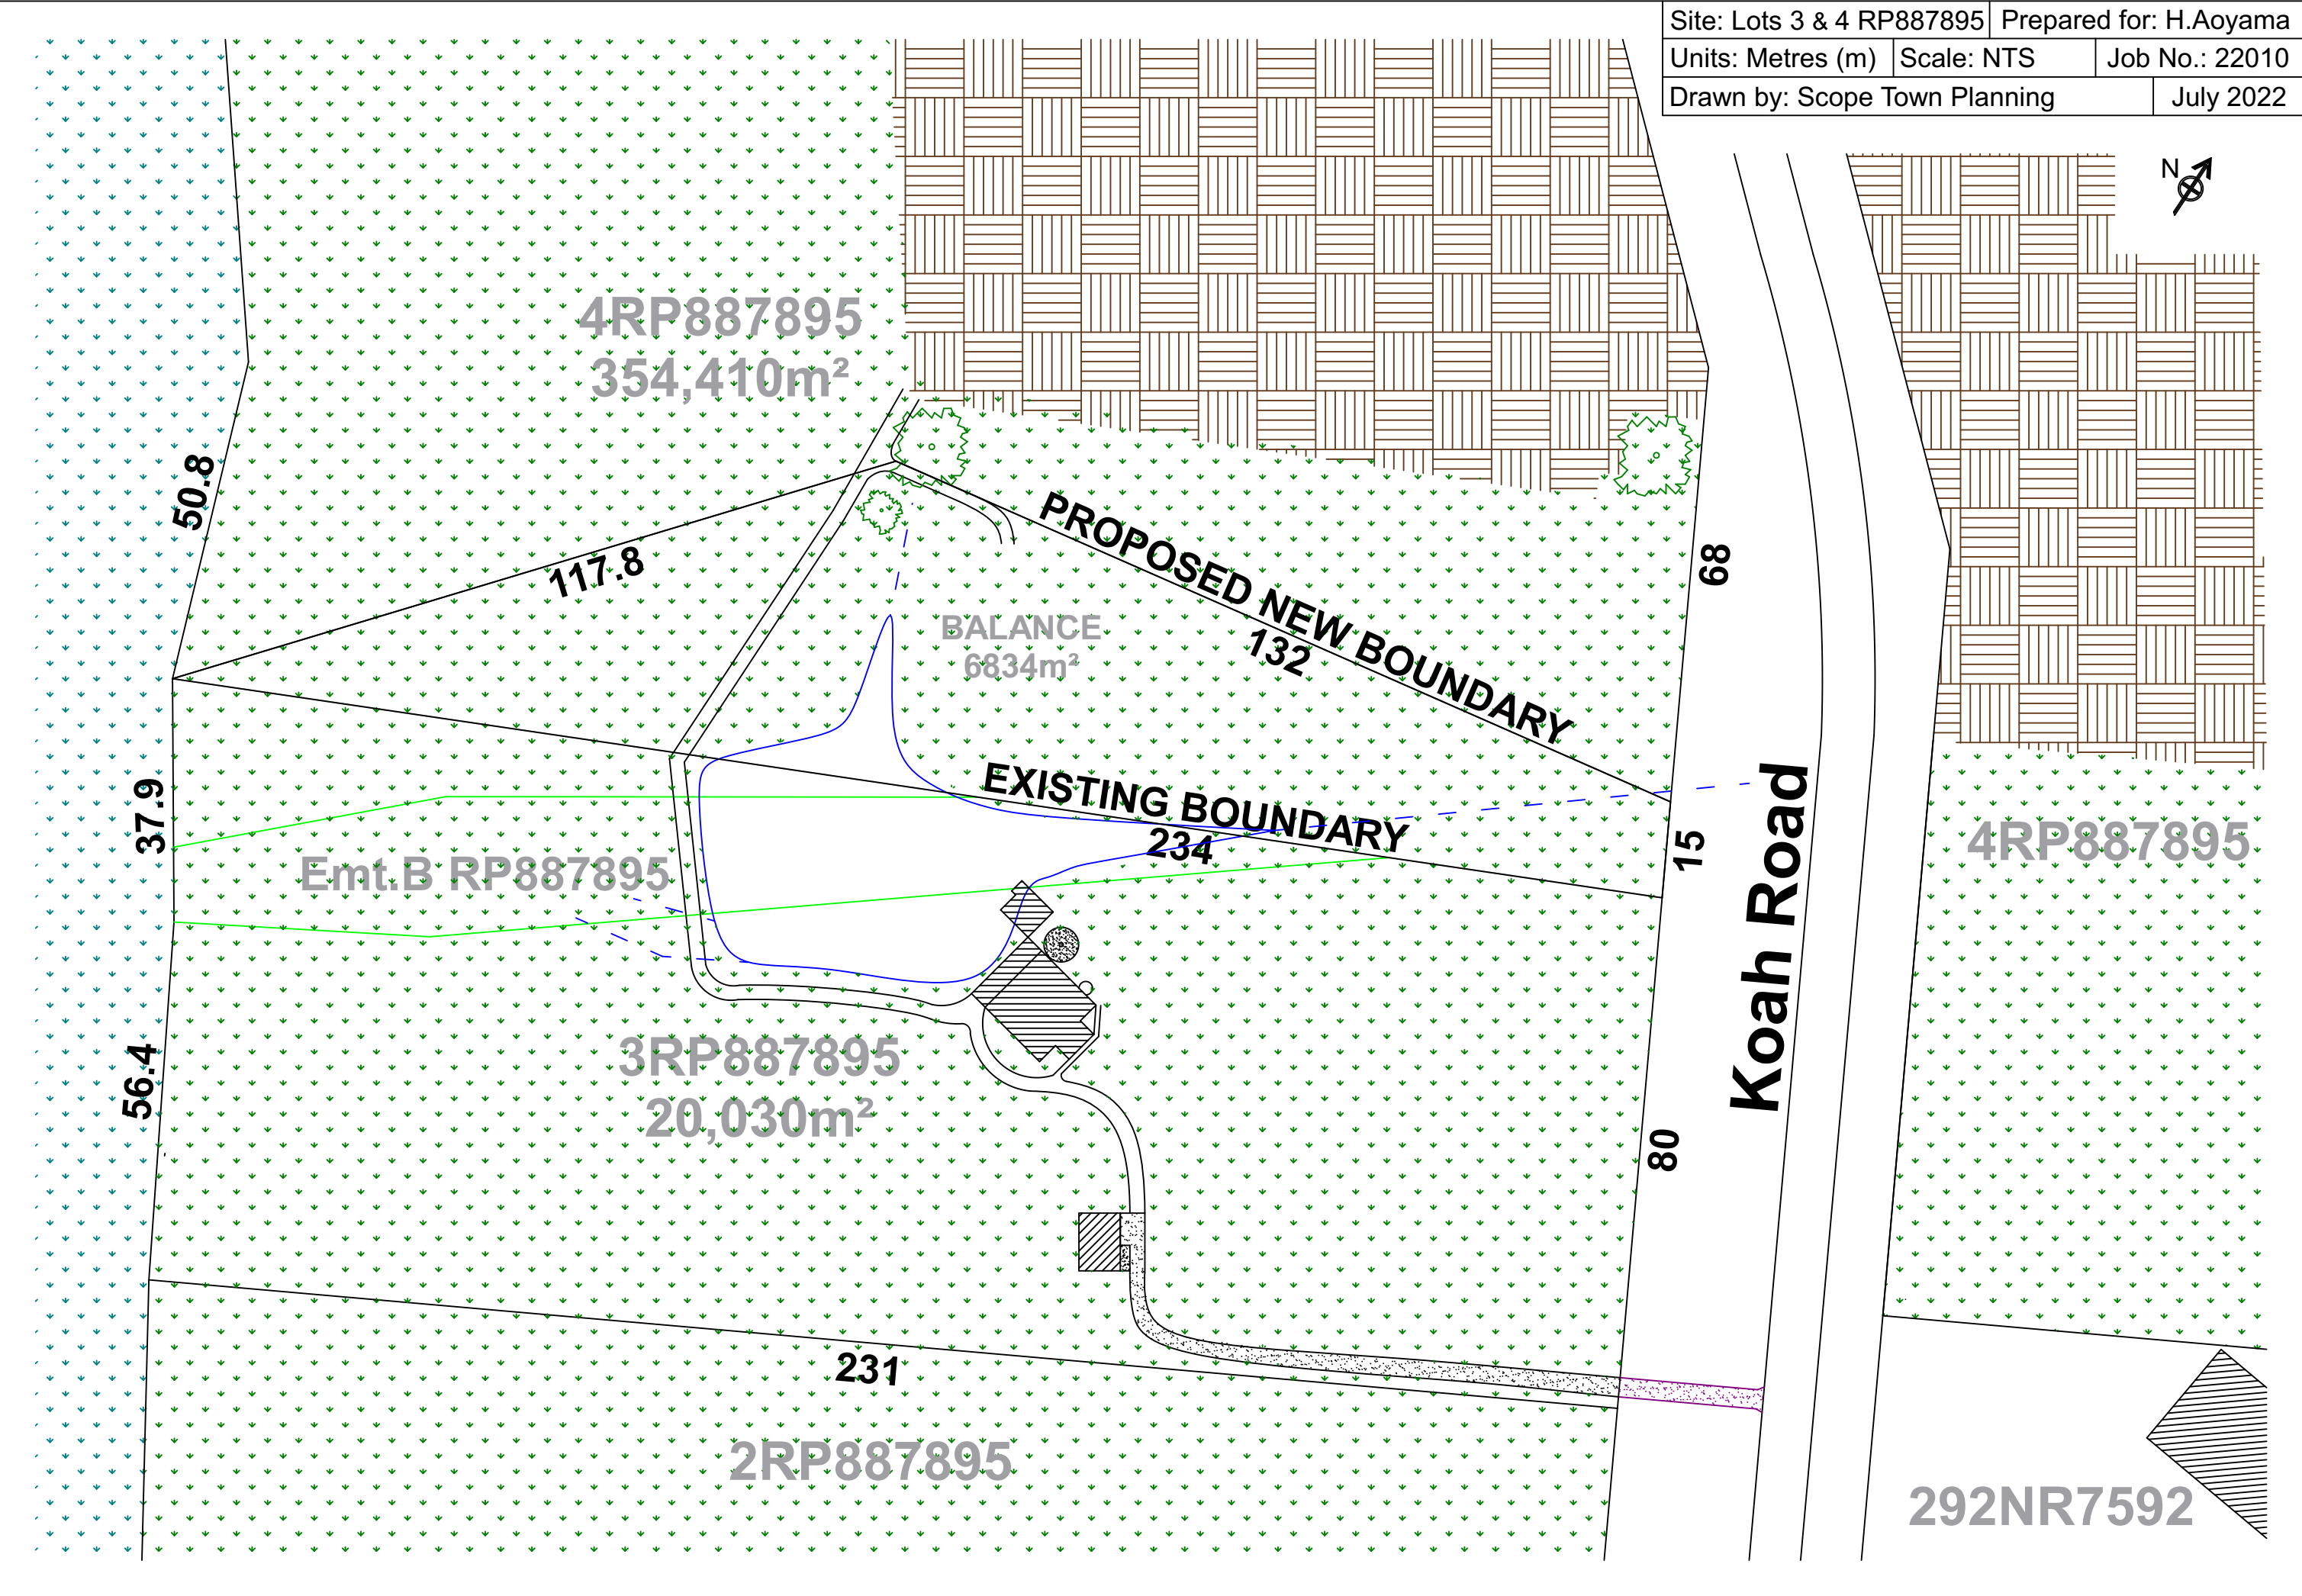 Site: Lots 3 & 4 RP887895
Prepared for: H.Aoyama
Units: Metres (m)
Scale: NTS
Job No.: 22010
Drawn by: Scope Town Planning
July 2022
N
4RP887895
354,410m²
50.8
117.8
PROPOSED NEW BOUNDARY
132
68
BALANCE
6834m²
EXISTING BOUNDARY
234
37.9
Emt.B RP887895
15
Koah Road
4RP887895
56.4
3RP887895
20,030m²
80
231
2RP887895
292NR7592